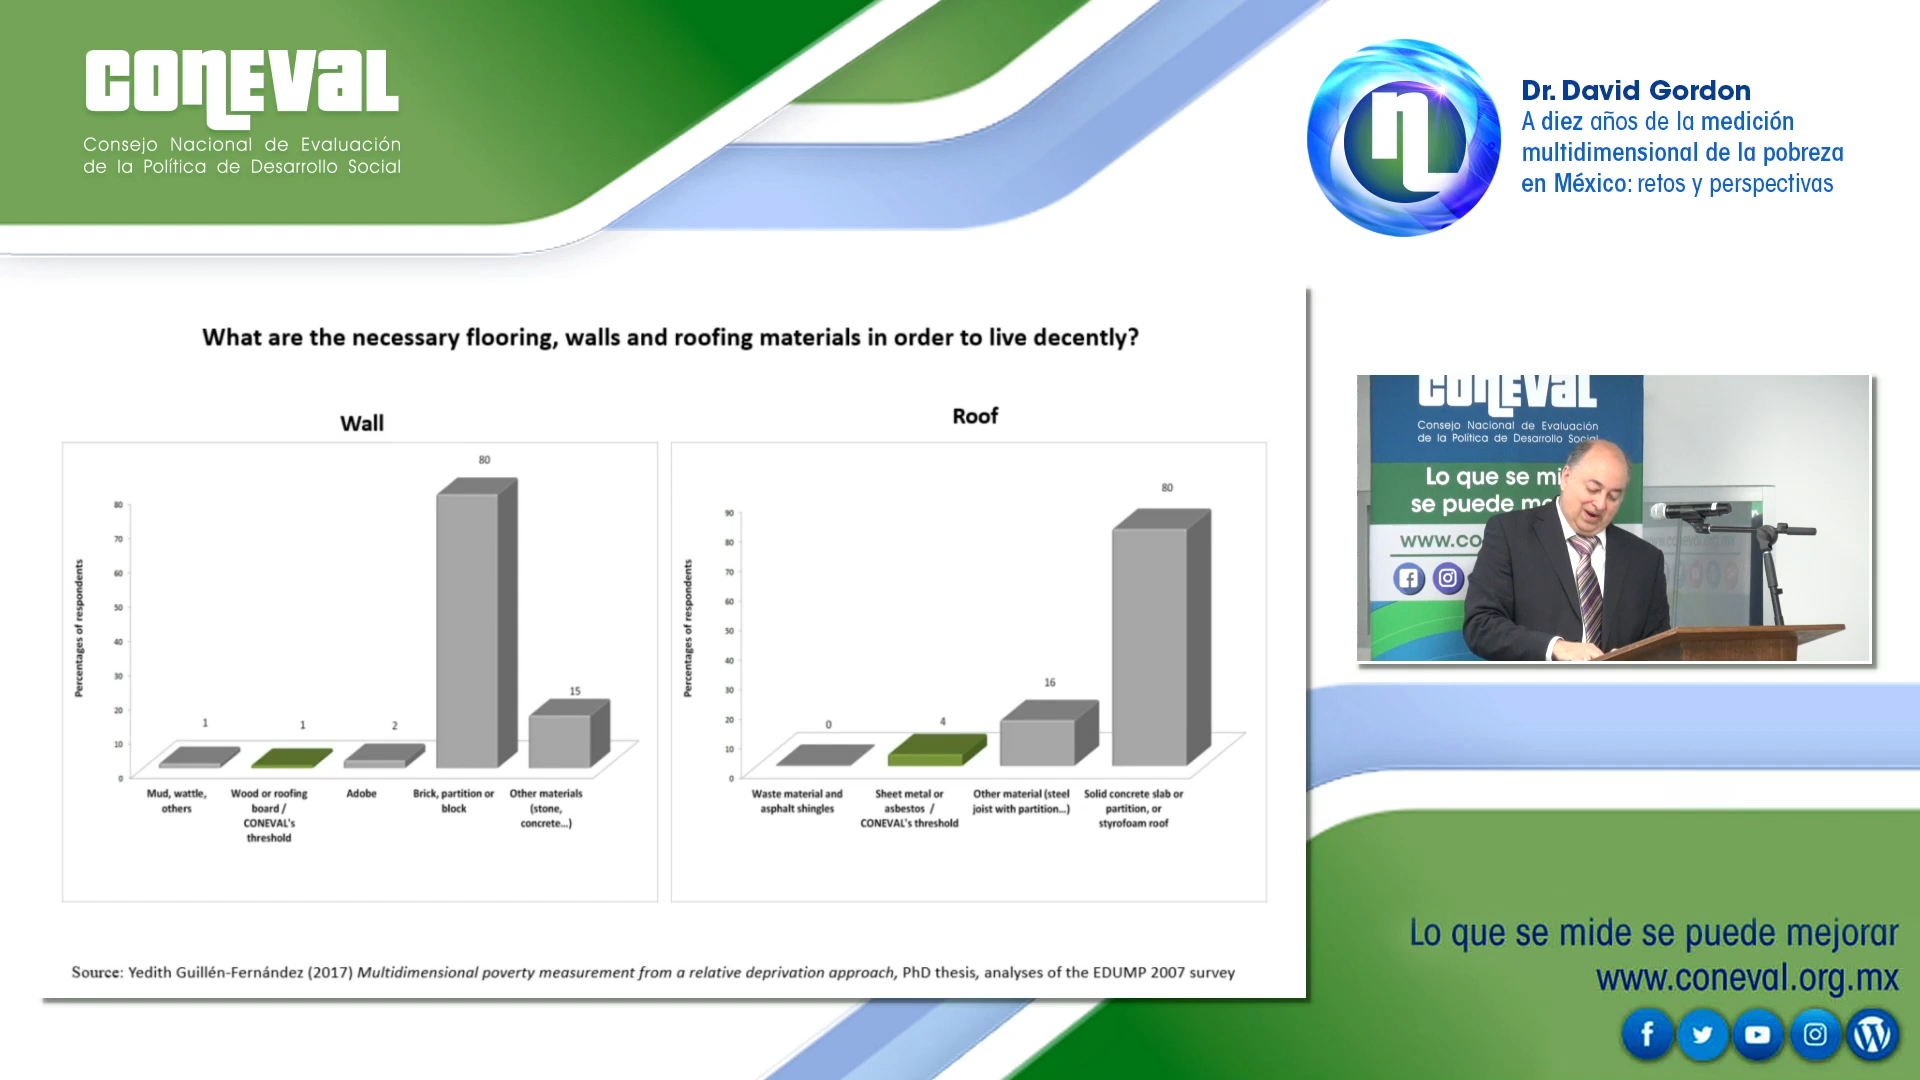 CONEVAL
Consejo Nacional de Evaluación
de la Política de Desarrollo Social
Dr. David Gordon
A diez años de la medición
multidimensional de la pobreza
en México: retos y perspectivas
What are the necessary flooring, walls and roofing materials in order to live decently?
Wall
80
80
70
60
50
40
30
20
10
0
Percentages of respondents
1
1
2
15
Mud, wattle,
others
Wood or roofing
board /
CONEVAL's
threshold
Adobe
Brick, partition or
block
Other materials
(stone,
concrete...)
Roof
80
90
80
70
60
50
40
30
20
10
0
Percentages of respondents
0
4
16
Waste material and
asphalt shingles
Sheet metal or
asbestos /
CONEVAL's threshold
Other material (steel
joist with partition...)
Solid concrete slab or
partition, or
styrofoam roof
Source: Yedith Guillén-Fernández (2017) Multidimensional poverty measurement from a relative deprivation approach, PhD thesis, analyses of the EDUMP 2007 survey
CONEVAL
Consejo Nacional de Evaluación
de la Política de Desarrollo Social
Lo que se mi
se puede me
www.co
Lo que se mide se puede mejorar
www.coneval.org.mx